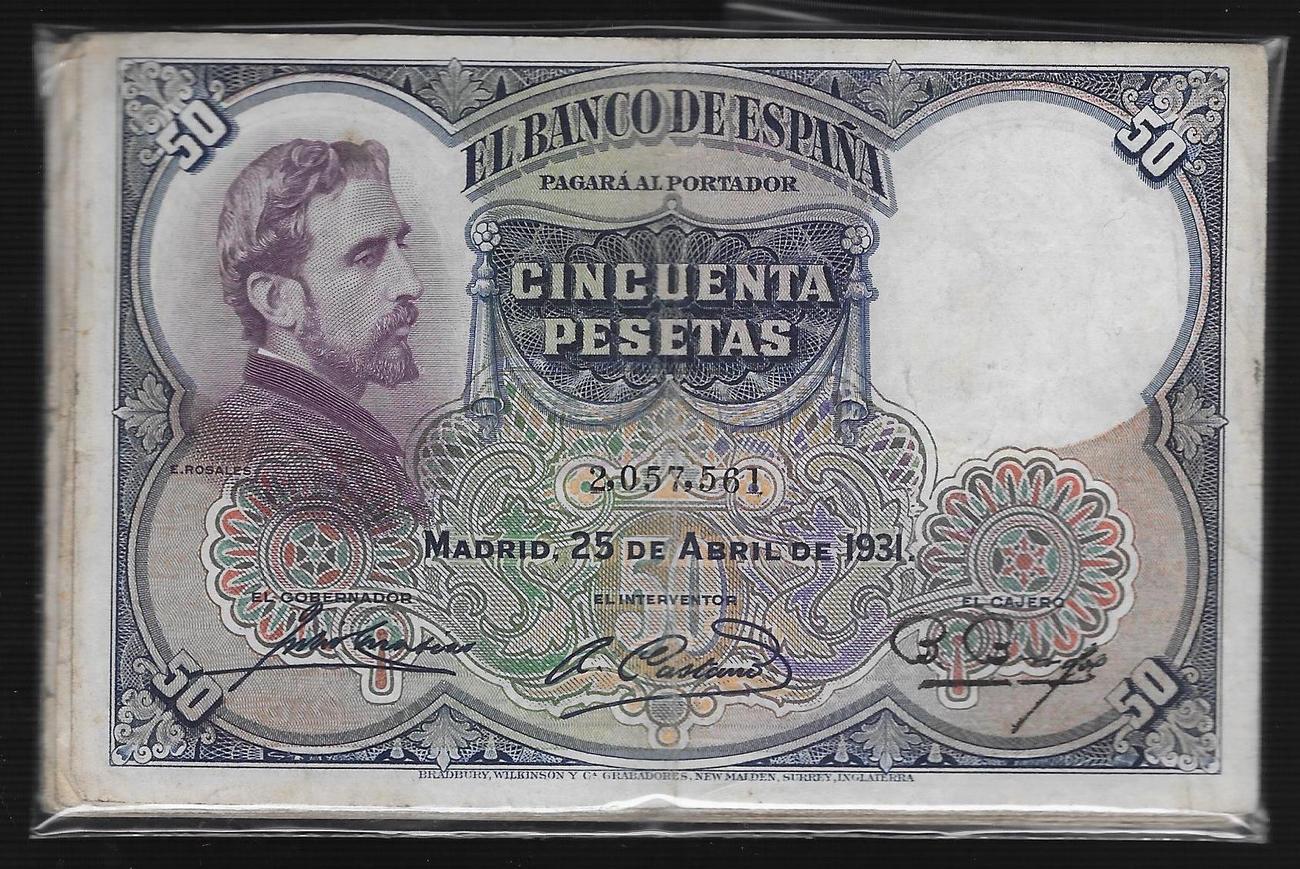 50
50
EL BANCO DE ESPAÑA
PAGARÁ AL PORTADOR
CINCUENTA
PESETAS
E. ROSALES
2,057,561
MADRID, 25 DE ABRIL DE 1931.
50
EL GOBERNADOR
EL INTERVENTOR
EL CAJERO
50
50
BRADBURY, WILKINSON Y Cª GRABADORES, NEW MALDEN, SURREY, INGLATERRA